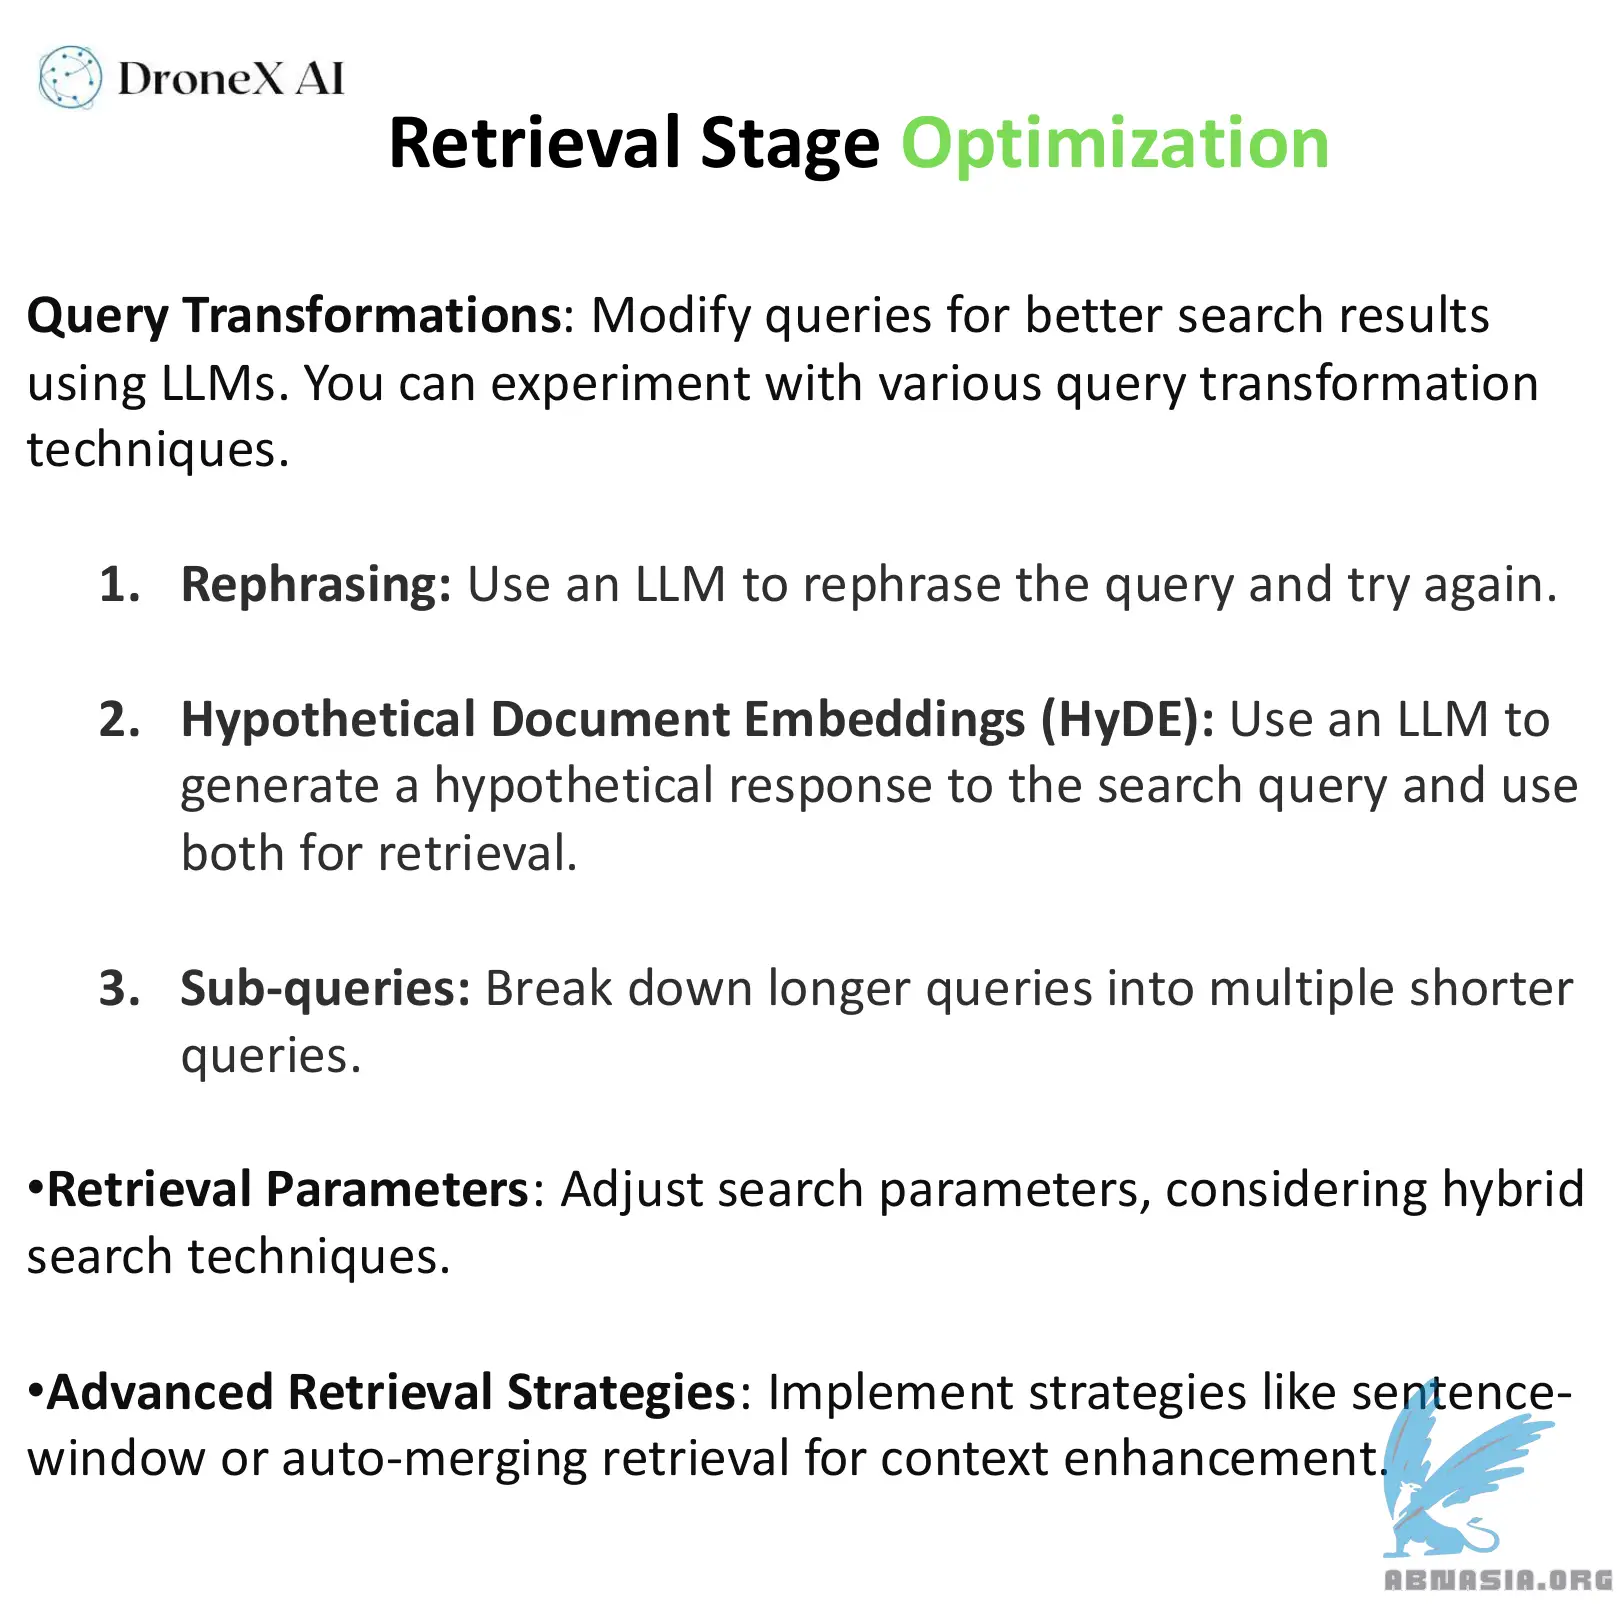 DroneX AI
Retrieval Stage Optimization
Query Transformations: Modify queries for better search results
using LLMs. You can experiment with various query transformation
techniques.
1. Rephrasing: Use an LLM to rephrase the query and try again.
2. Hypothetical Document Embeddings (HyDE): Use an LLM to
generate a hypothetical response to the search query and use
both for retrieval.
3. Sub-queries: Break down longer queries into multiple shorter
queries.
•Retrieval Parameters: Adjust search parameters, considering hybrid
search techniques.
•Advanced Retrieval Strategies: Implement strategies like sentence-
window or auto-merging retrieval for context enhancement.
ABNASIA.ORG